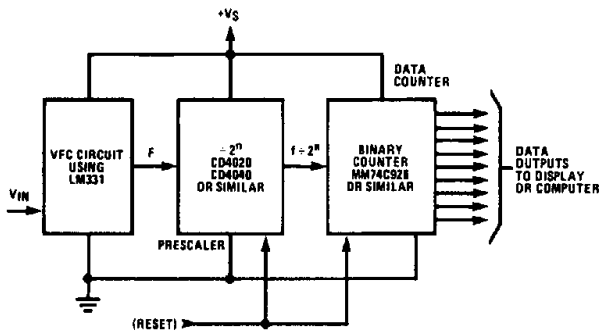 +VS
DATA
COUNTER
VFC CIRCUIT
USING
LM331
F
÷ 2ⁿ
CD4020
CD4040
OR SIMILAR
f ÷ 2ⁿ
BINARY
COUNTER
MM74C926
OR SIMILAR
DATA
OUTPUTS
TO DISPLAY
OR COMPUTER
VIN
PRESCALER
(RESET)